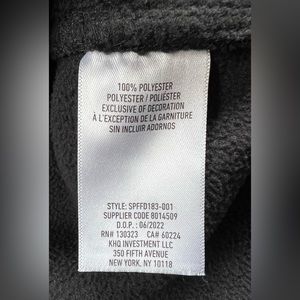 100% POLYESTER
POLYESTER / POLIÉSTER
EXCLUSIVE OF DECORATION
À L'EXCEPTION DE LA GARNITURE
SIN INCLUIR ADORNOS
STYLE: SPFFD183-001
SUPPLIER CODE 8014509
D.O.P. : 06/2022
RN# 130323 CA# 60224
KHQ INVESTMENT LLC
350 FIFTH AVENUE
NEW YORK, NY 10118